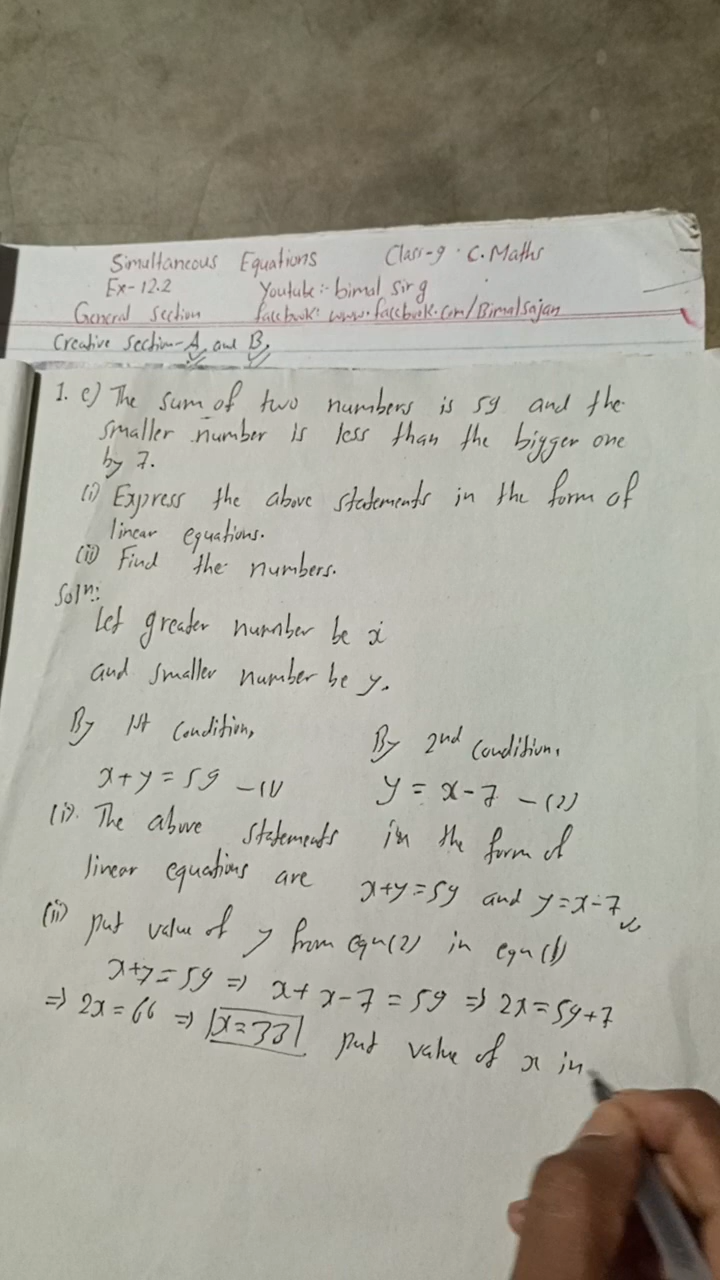 Simultaneous Equations Class-9. C. Maths
Ex-12.2 Youtube:- bimal sir g
General section facebook: www.facebook.com/Bimalsajan
Creative section-A and B,
1. c) The sum of two numbers is 59 and the
smaller number is less than the bigger one
by 7.
(i) Express the above statements in the form of
linear equations.
(ii) Find the numbers.
Solⁿ:
Let greater number be x
and smaller number be y.
By 1st Condition, By 2nd Condition,
x+y=59 -(1) y = x-7 -(2)
(i). The above statements in the form of
linear equations are x+y=59 and y=x-7
(ii) put value of y from eqn(2) in eqn(1)
x+y=59 ⇒ x+x-7=59 ⇒ 2x=59+7
⇒ 2x=66 ⇒ x=33 put value of x in